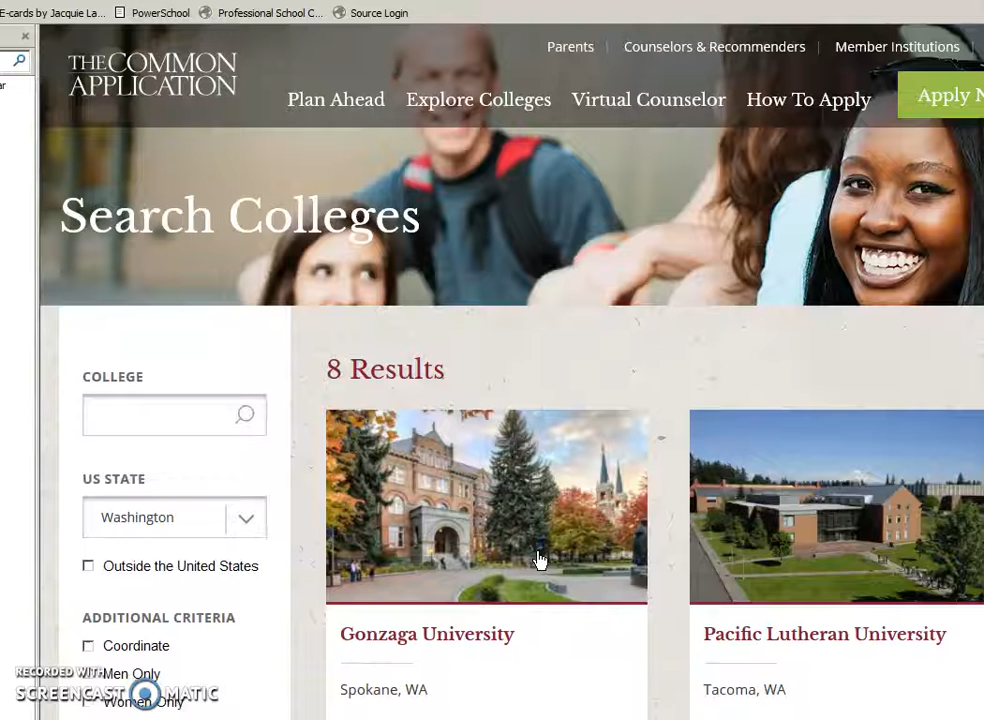 E-cards by Jacquie La... PowerSchool Professional School C... Source Login
Parents Counselors & Recommenders Member Institutions
THE COMMON
APPLICATION
Plan Ahead Explore Colleges Virtual Counselor How To Apply Apply N
Search Colleges
COLLEGE
8 Results
US STATE
Washington
Outside the United States
ADDITIONAL CRITERIA
Coordinate
Men Only
Women Only
Gonzaga University
Spokane, WA
Pacific Lutheran University
Tacoma, WA
RECORDED WITH
SCREENCAST MATIC